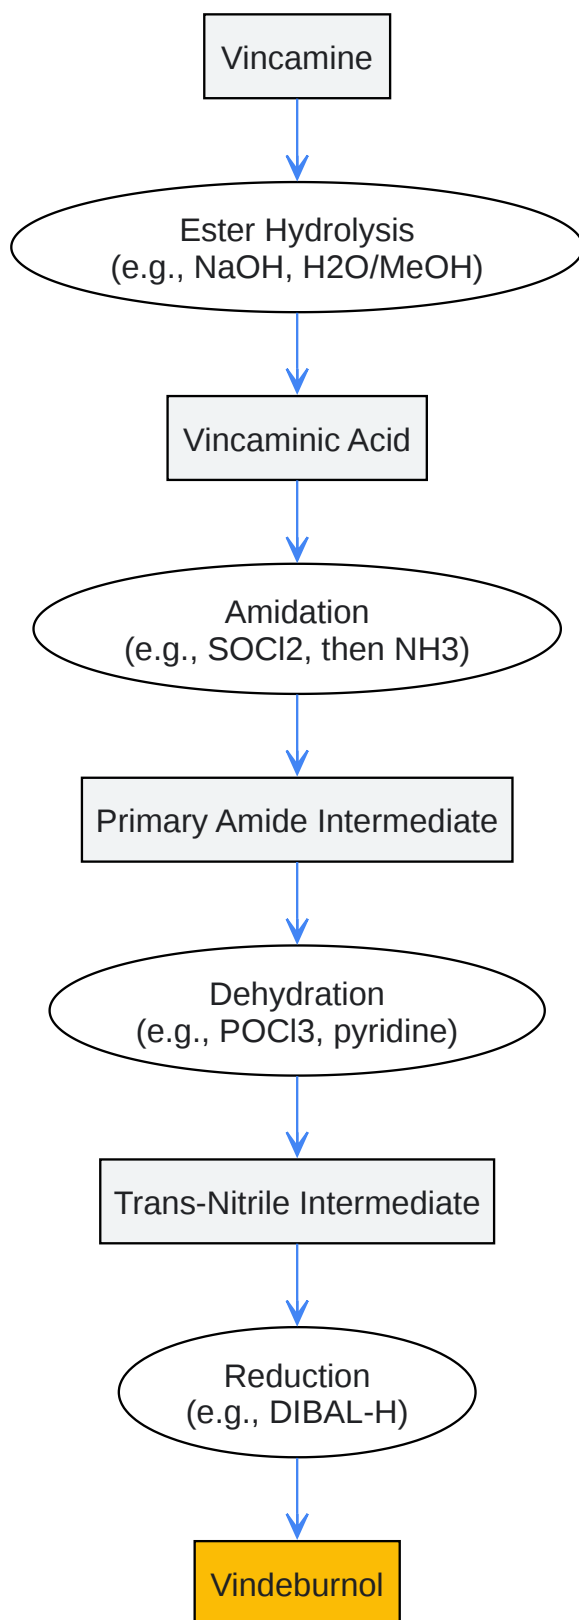 Vincamine
Ester Hydrolysis
(e.g., NaOH, H2O/MeOH)
Vincaminic Acid
Amidation
(e.g., SOCl2, then NH3)
Primary Amide Intermediate
Dehydration
(e.g., POCl3, pyridine)
Trans-Nitrile Intermediate
Reduction
(e.g., DIBAL-H)
Vindeburnol